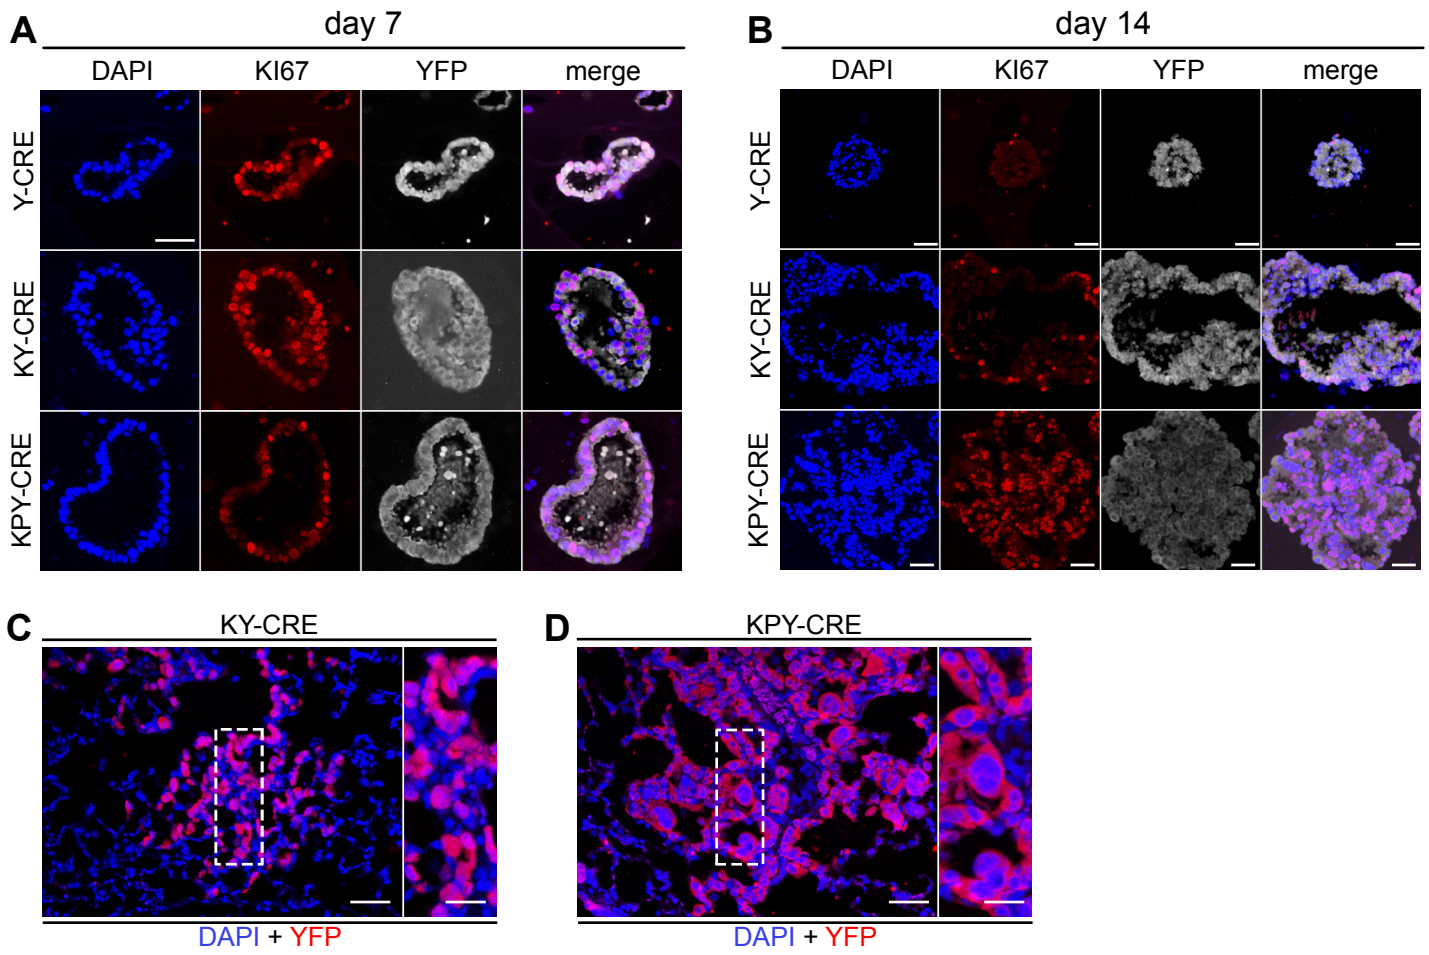 A
day 7
DAPI KI67 YFP merge
Y-CRE
KY-CRE
KPY-CRE
B
day 14
DAPI KI67 YFP merge
Y-CRE
KY-CRE
KPY-CRE
C
KY-CRE
DAPI + YFP
D
KPY-CRE
DAPI + YFP